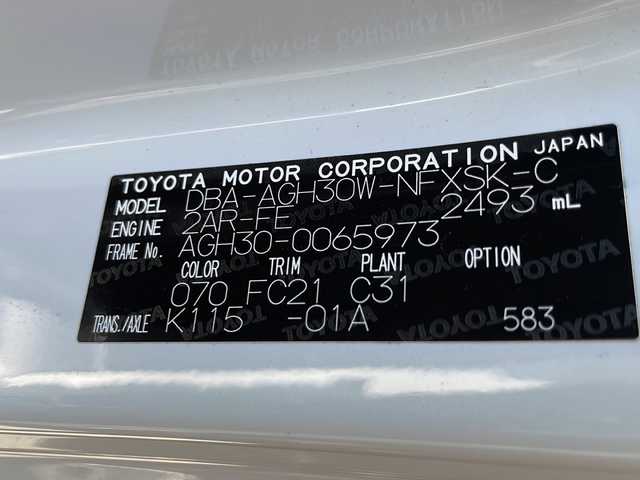 TOYOTA MOTOR CORPORATION JAPAN
MODEL DBA-AGH30W-NFXSK-C
ENGINE 2AR-FE 2493 mL
FRAME No. AGH30-0065973
COLOR TRIM PLANT OPTION
070 FC21 C31
TRANS./AXLE K115 -01A 583